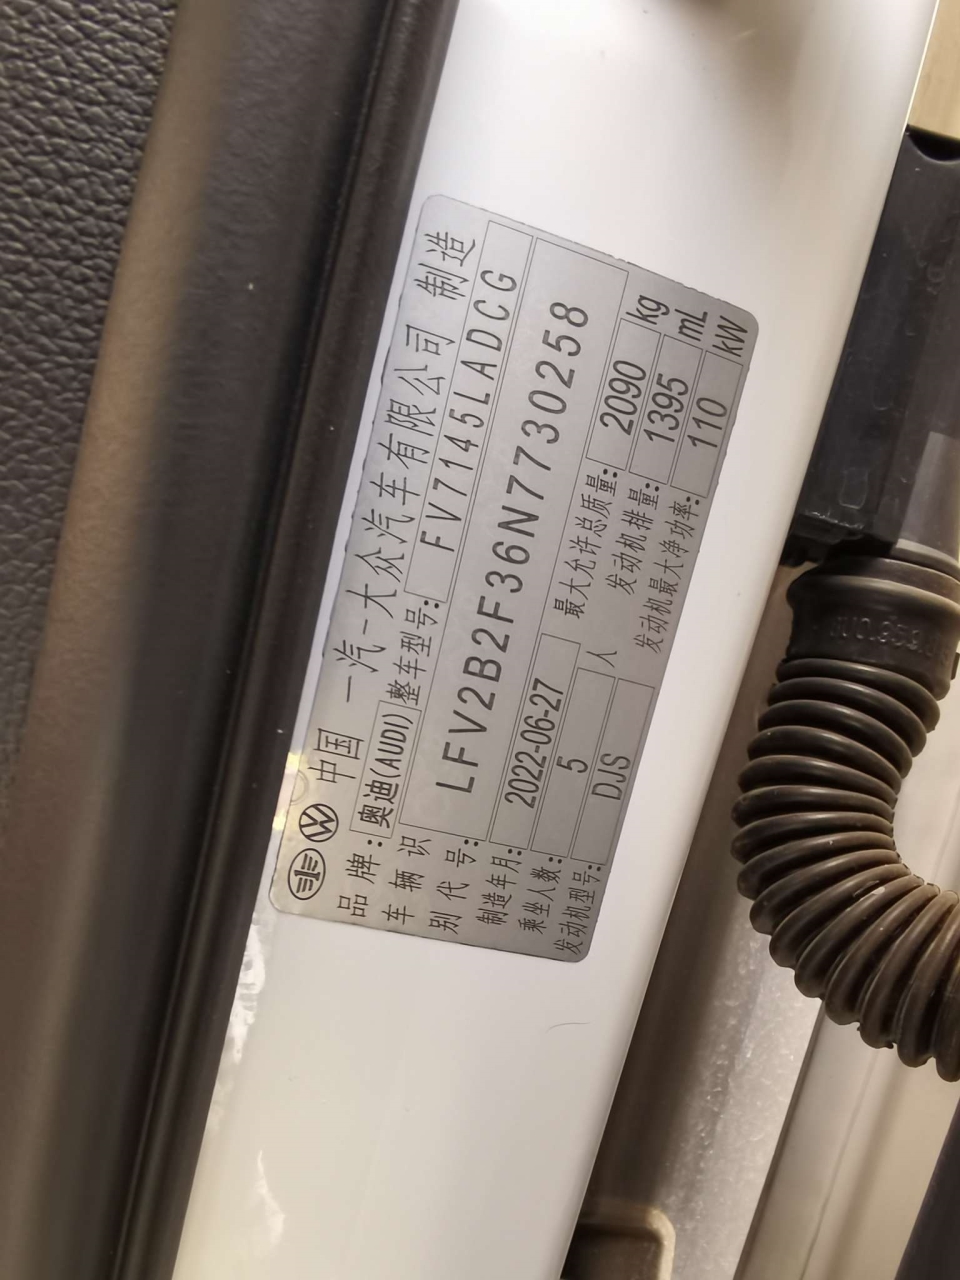 中国 一汽-大众汽车有限公司 制造
品牌: 奥迪(AUDI) 整车型号: FV7145LADCG
车辆识别代号: LFV2B2F36N7730258
制造年月: 2022-06-27 最大允许总质量: 2090 kg
乘坐人数: 5 人 发动机排量: 1395 mL
发动机型号: DJS 发动机最大净功率: 110 kW